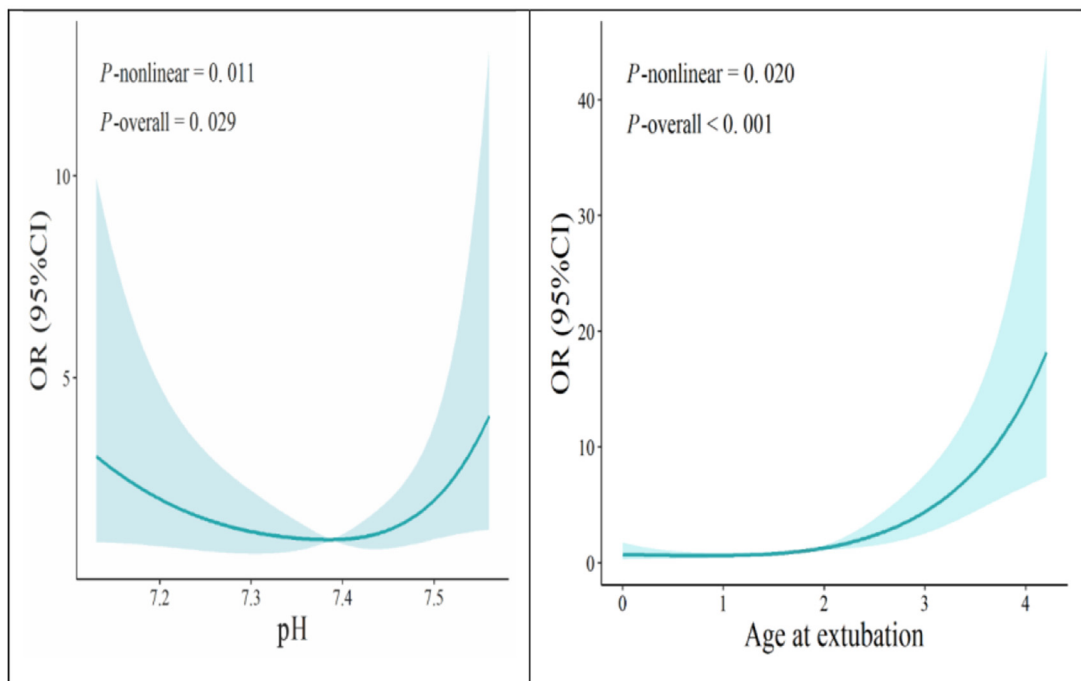 P-nonlinear = 0. 011
P-overall = 0. 029
OR (95%CI)
10
5
7.2 7.3 7.4 7.5
pH
P-nonlinear = 0. 020
P-overall < 0. 001
OR (95%CI)
40
30
20
10
0
0 1 2 3 4
Age at extubation